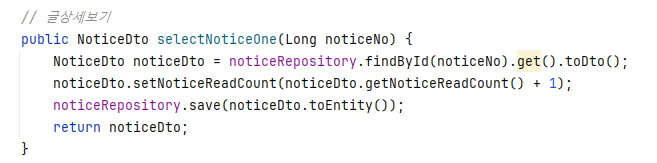 // 글상세보기
public NoticeDto selectNoticeOne(Long noticeNo) {
    NoticeDto noticeDto = noticeRepository.findById(noticeNo).get().toDto();
    noticeDto.setNoticeReadCount(noticeDto.getNoticeReadCount() + 1);
    noticeRepository.save(noticeDto.toEntity());
    return noticeDto;
}